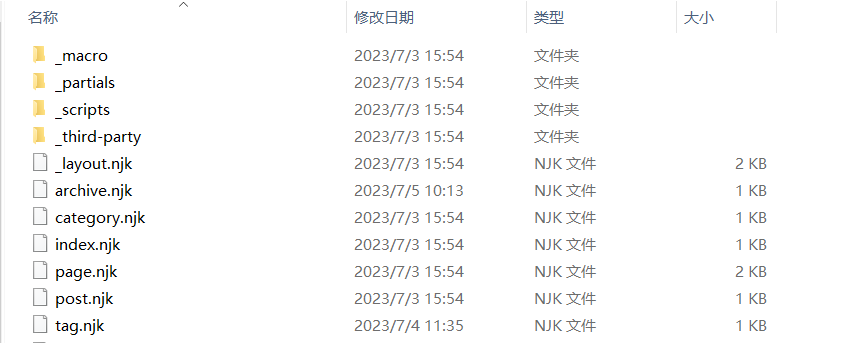 名称 修改日期 类型 大小
_macro 2023/7/3 15:54 文件夹
_partials 2023/7/3 15:54 文件夹
_scripts 2023/7/3 15:54 文件夹
_third-party 2023/7/3 15:54 文件夹
_layout.njk 2023/7/3 15:54 NJK 文件 2 KB
archive.njk 2023/7/5 10:13 NJK 文件 1 KB
category.njk 2023/7/3 15:54 NJK 文件 1 KB
index.njk 2023/7/3 15:54 NJK 文件 1 KB
page.njk 2023/7/3 15:54 NJK 文件 2 KB
post.njk 2023/7/3 15:54 NJK 文件 1 KB
tag.njk 2023/7/4 11:35 NJK 文件 1 KB